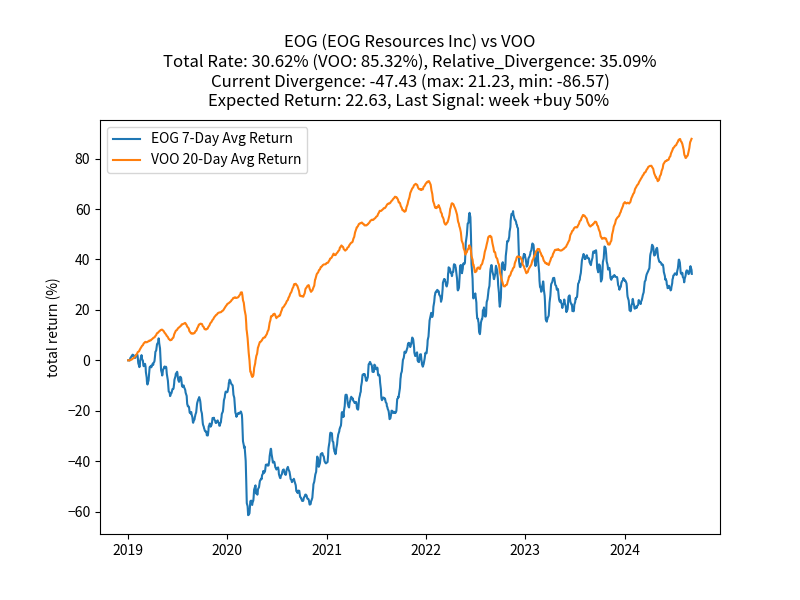 EOG (EOG Resources Inc) vs VOO
Total Rate: 30.62% (VOO: 85.32%), Relative_Divergence: 35.09%
Current Divergence: -47.43 (max: 21.23, min: -86.57)
Expected Return: 22.63, Last Signal: week +buy 50%
EOG 7-Day Avg Return
VOO 20-Day Avg Return
total return (%)
80
60
40
20
0
−20
−40
−60
2019 2020 2021 2022 2023 2024